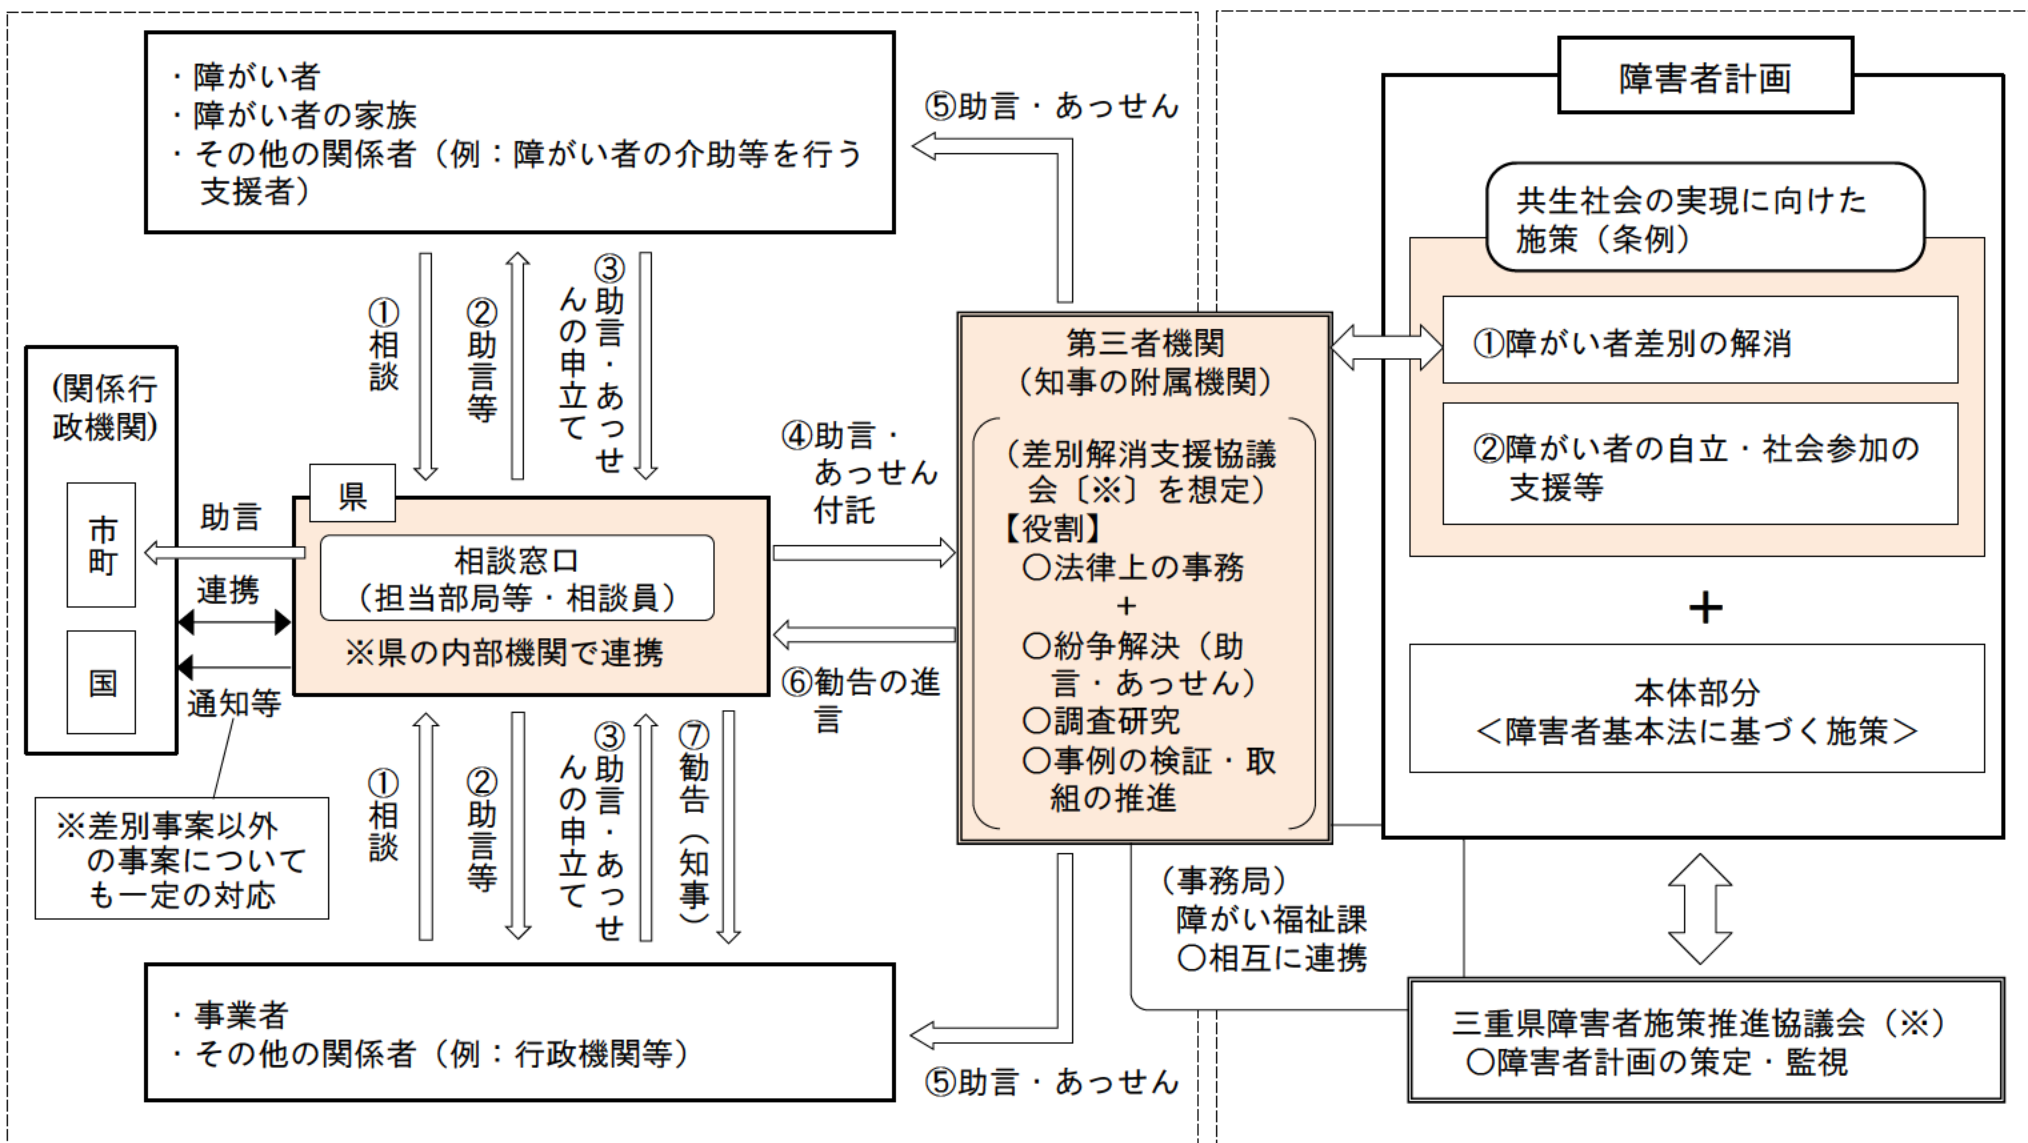 ・障がい者
・障がい者の家族
・その他の関係者（例：障がい者の介助等を行う
支援者）
⑤助言・あっせん
①相談
②助言等
③助言・あっせ
んの申立て
(関係行
政機関)
市町
国
助言
連携
通知等
※差別事案以外
の事案について
も一定の対応
県
相談窓口
（担当部局等・相談員）
※県の内部機関で連携
④助言・
あっせん
付託
⑥勧告の進
言
①相談
②助言等
③助言・あっせ
んの申立て
⑦勧告（知事）
・事業者
・その他の関係者（例：行政機関等）
⑤助言・あっせん
第三者機関
（知事の附属機関）
（差別解消支援協議
会〔※〕を想定）
【役割】
○法律上の事務
＋
○紛争解決（助
言・あっせん）
○調査研究
○事例の検証・取
組の推進
（事務局）
障がい福祉課
○相互に連携
障害者計画
共生社会の実現に向けた
施策（条例）
①障がい者差別の解消
②障がい者の自立・社会参加の
支援等
＋
本体部分
＜障害者基本法に基づく施策＞
三重県障害者施策推進協議会（※）
○障害者計画の策定・監視